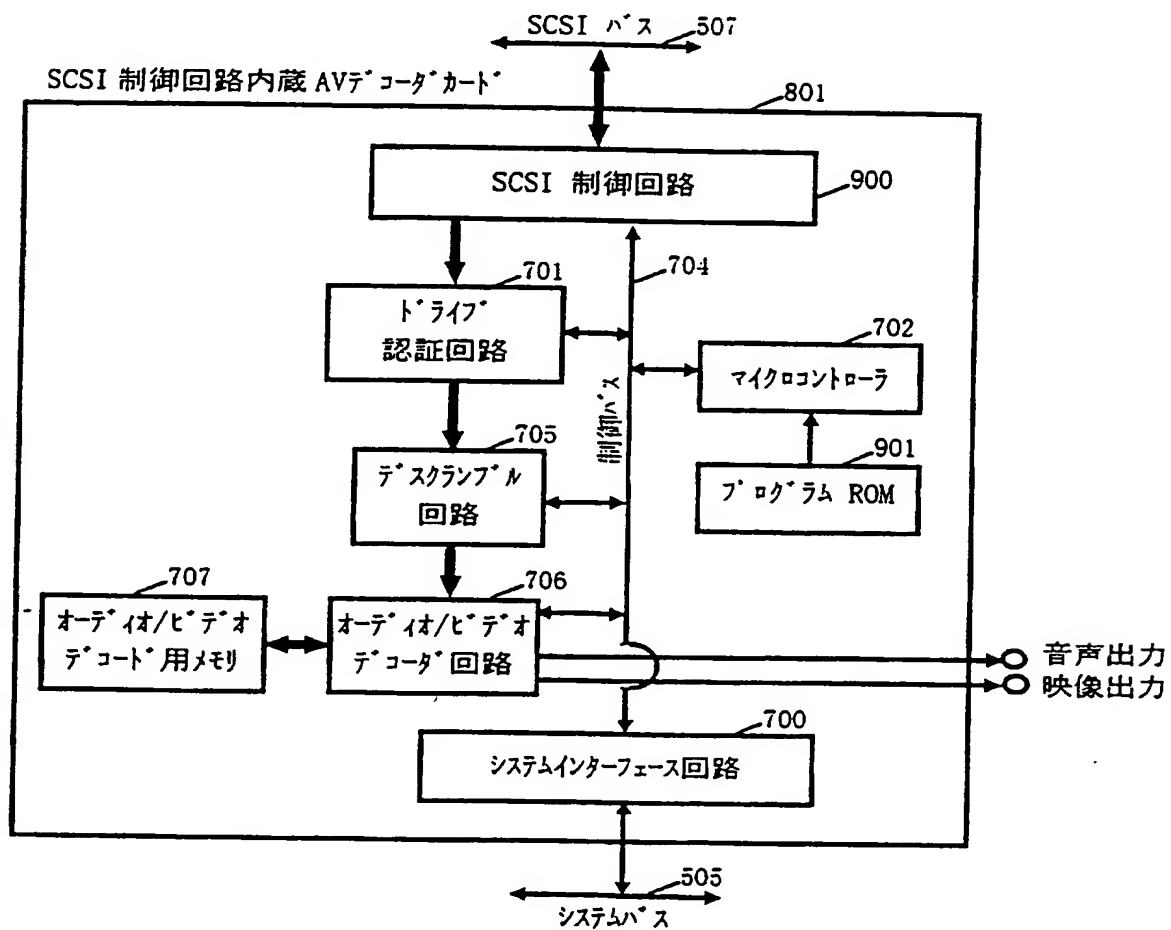 SCSI バス
507
SCSI 制御回路内蔵 AVデコーダカード
801
SCSI 制御回路
900
701
704
ドライブ
認証回路
702
マイクロコントローラ
制御バス
705
デスクランブル
回路
901
プログラム ROM
707
706
オーディオ/ビデオ
デコード用メモリ
オーディオ/ビデオ
デコーダ回路
音声出力
映像出力
700
システムインターフェース回路
505
システムバス